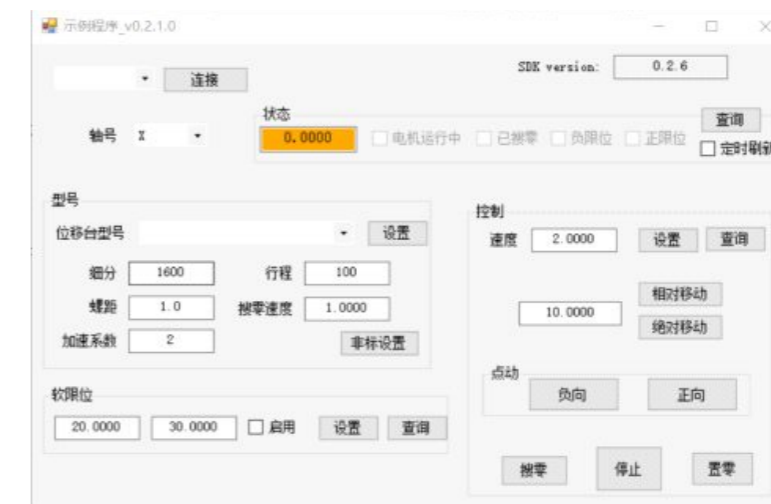 示例程序_v0.2.1.0
连接
SDK version: 0.2.6
轴号 X
状态
0.0000 电机运行中 已搜零 负限位 正限位
查询
定时刷新
型号
位移台型号 设置
细分 1600 行程 100
螺距 1.0 搜零速度 1.0000
加速系数 2 非标设置
控制
速度 2.0000 设置 查询
10.0000 相对移动
绝对移动
点动
负向 正向
软限位
20.0000 30.0000 启用 设置 查询
搜零 停止 置零